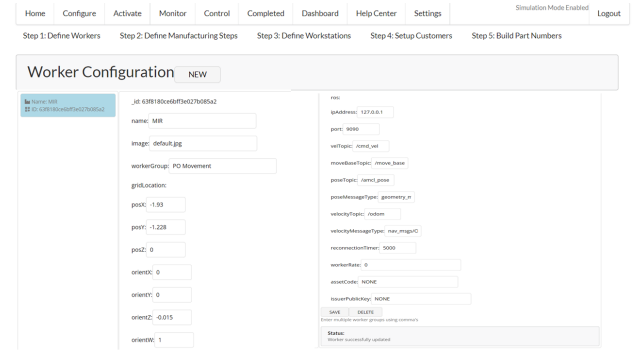 Home Configure Activate Monitor Control Completed Dashboard Help Center Settings Simulation Mode Enabled Logout
Step 1: Define Workers Step 2: Define Manufacturing Steps Step 3: Define Workstations Step 4: Setup Customers Step 5: Build Part Numbers
Worker Configuration NEW
Name: MIR
ID: 63f8180ce6bff3e027b085a2
_id: 63f8180ce6bff3e027b085a2
name: MIR
image: default.jpg
workerGroup: PO Movement
gridLocation:
posX: -1.93
posY: -1.228
posZ: 0
orientX: 0
orientY: 0
orientZ: -0.015
orientW: 1
ros:
ipAddress: 127.0.0.1
port: 9090
velTopic: /cmd_vel
moveBaseTopic: /move_base
poseTopic: /amcl_pose
poseMessageType: geometry_n
velocityTopic: /odom
velocityMessageType: nav_msgs/O
reconnectionTimer: 5000
workerRate: 0
assetCode: NONE
issuerPublicKey: NONE
SAVE DELETE
Enter multiple worker groups using comma's
Status:
Worker successfully updated